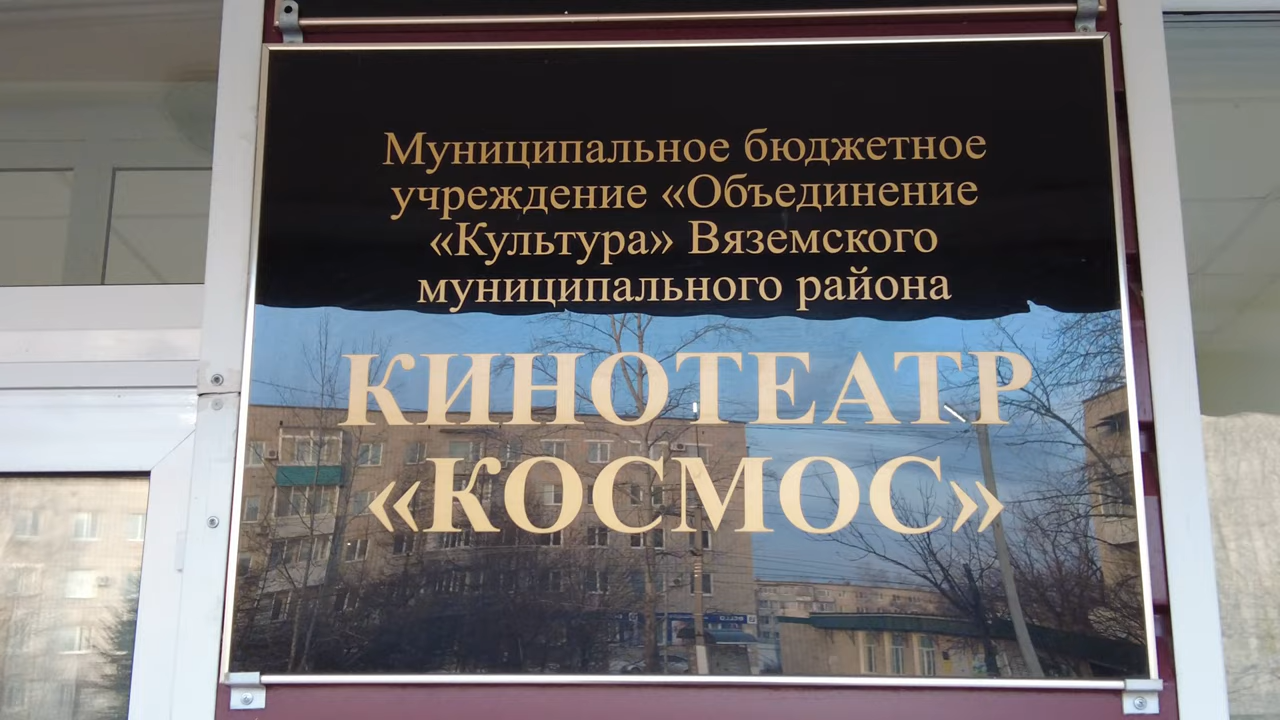 Муниципальное бюджетное
учреждение «Объединение
«Культура» Вяземского
муниципального района
КИНОТЕАТР
«КОСМОС»